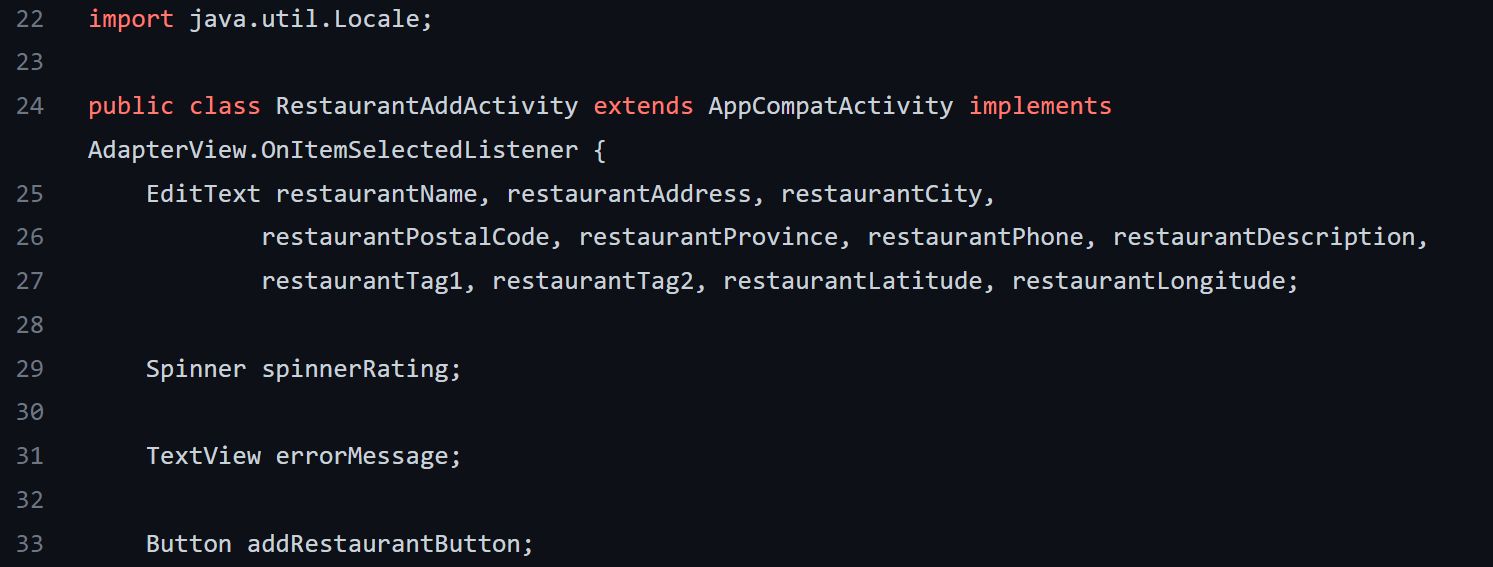 22 import java.util.Locale;
23
24 public class RestaurantAddActivity extends AppCompatActivity implements
AdapterView.OnItemSelectedListener {
25 EditText restaurantName, restaurantAddress, restaurantCity,
26 restaurantPostalCode, restaurantProvince, restaurantPhone, restaurantDescription,
27 restaurantTag1, restaurantTag2, restaurantLatitude, restaurantLongitude;
28
29 Spinner spinnerRating;
30
31 TextView errorMessage;
32
33 Button addRestaurantButton;